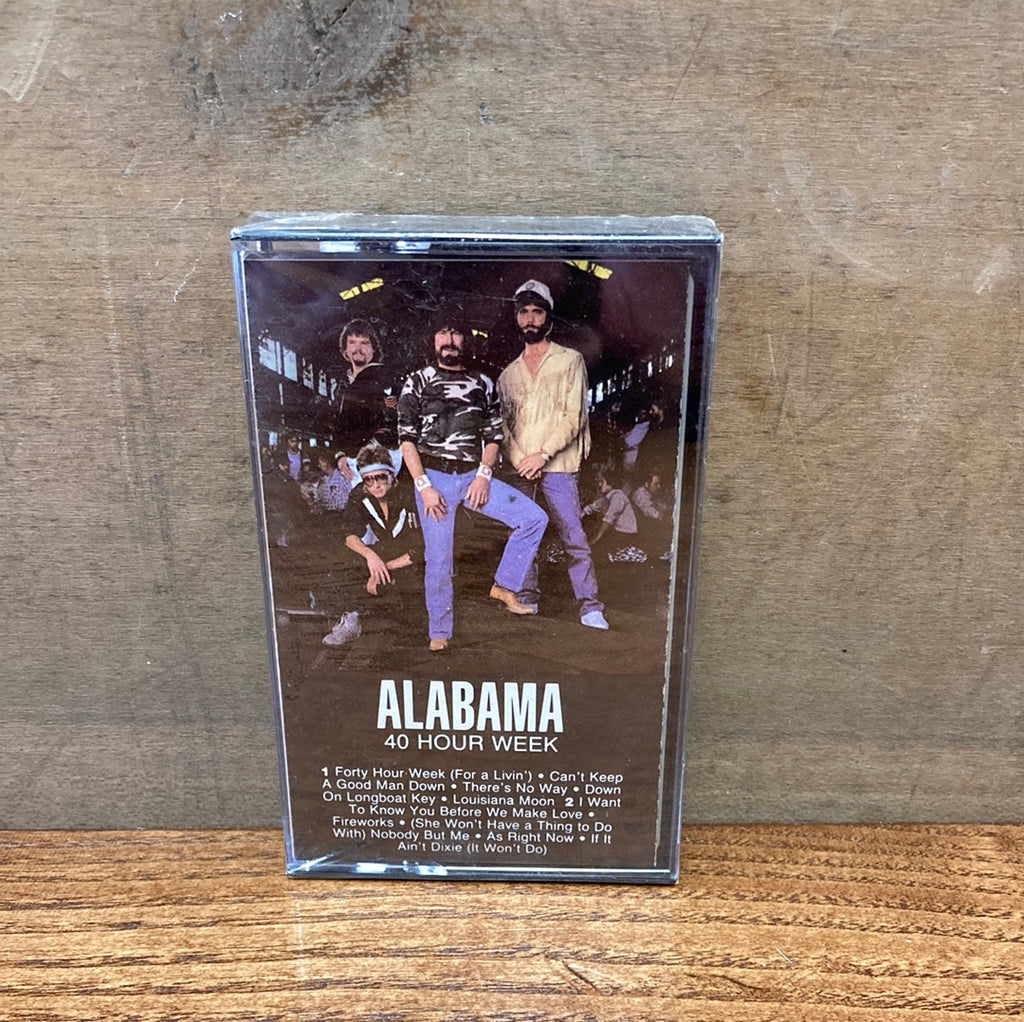 ALABAMA
40 HOUR WEEK
1 Forty Hour Week (For a Livin') • Can't Keep
A Good Man Down • There's No Way • Down
On Longboat Key • Louisiana Moon 2 I Want
To Know You Before We Make Love •
Fireworks • (She Won't Have a Thing to Do
With) Nobody But Me • As Right Now • If It
Ain't Dixie (It Won't Do)